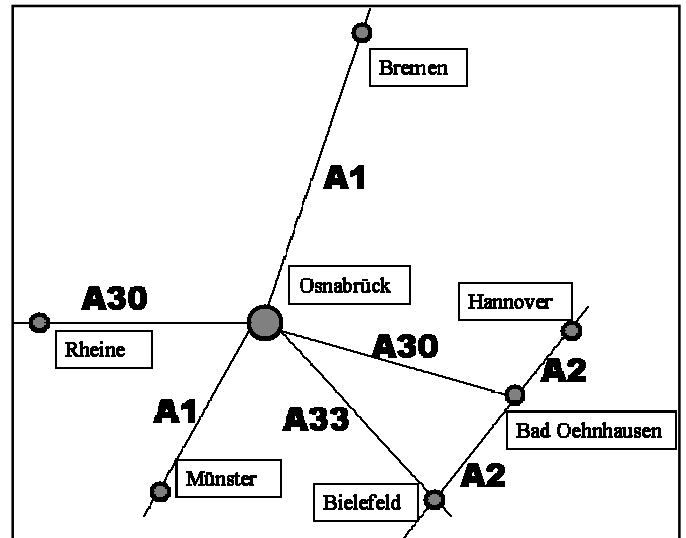 Bremen
A1
Osnabrück
A30
Hannover
Rheine
A30
A2
A1
A33
Bad Oehnhausen
Münster
A2
Bielefeld